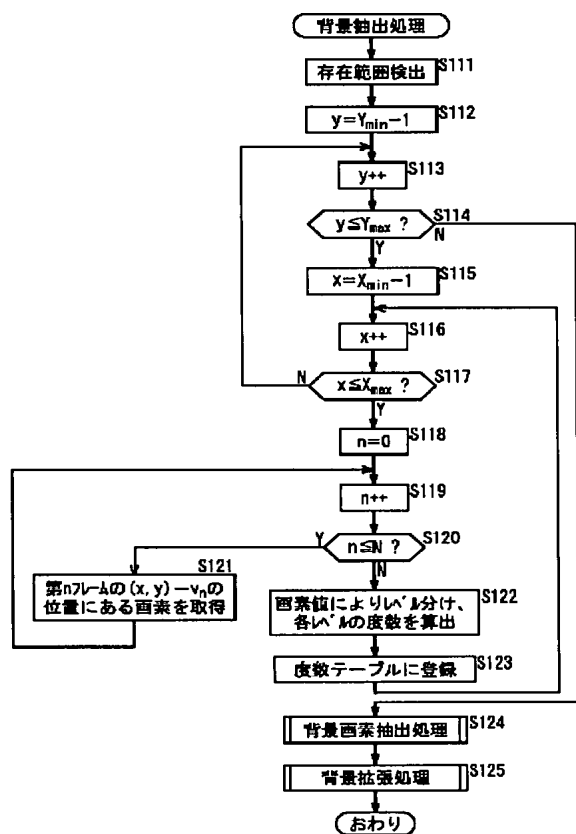 背景抽出処理
存在範囲検出 S111
y=Ymin−1 S112
y++ S113
y≦Ymax ? S114
N
Y
x=Xmin−1 S115
x++ S116
N x≦Xmax ? S117
Y
n=0 S118
n++ S119
Y n≦N ? S120
N
S121
第nフレームの(x, y)−vnの
位置にある画素を取得
画素値によりレベル分け、 S122
各レベルの度数を算出
度数テーブルに登録 S123
背景画素抽出処理 S124
背景拡張処理 S125
おわり